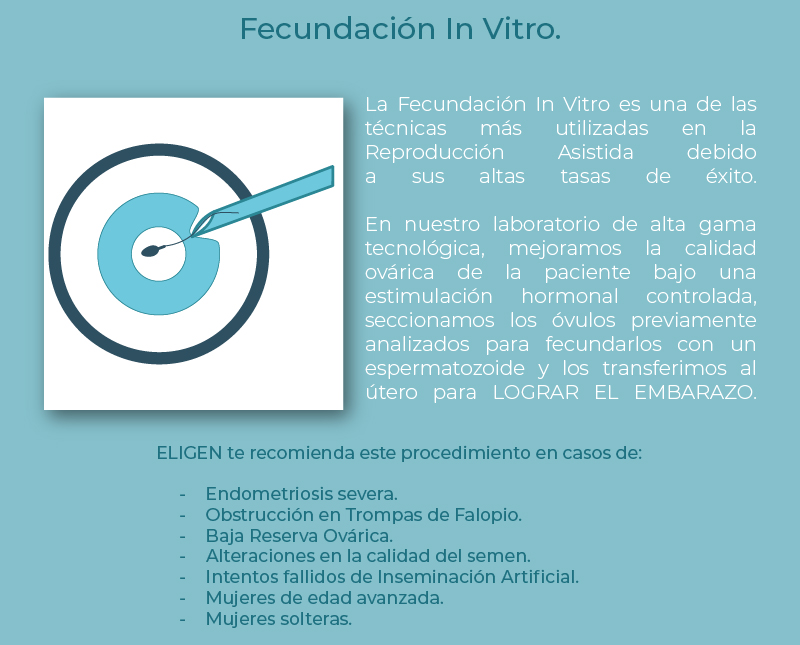 Fecundación In Vitro.
La Fecundación In Vitro es una de las
técnicas más utilizadas en la
Reproducción Asistida debido
a sus altas tasas de éxito.
En nuestro laboratorio de alta gama
tecnológica, mejoramos la calidad
ovárica de la paciente bajo una
estimulación hormonal controlada,
seccionamos los óvulos previamente
analizados para fecundarlos con un
espermatozoide y los transferimos al
útero para LOGRAR EL EMBARAZO.
ELIGEN te recomienda este procedimiento en casos de:
- Endometriosis severa.
- Obstrucción en Trompas de Falopio.
- Baja Reserva Ovárica.
- Alteraciones en la calidad del semen.
- Intentos fallidos de Inseminación Artificial.
- Mujeres de edad avanzada.
- Mujeres solteras.